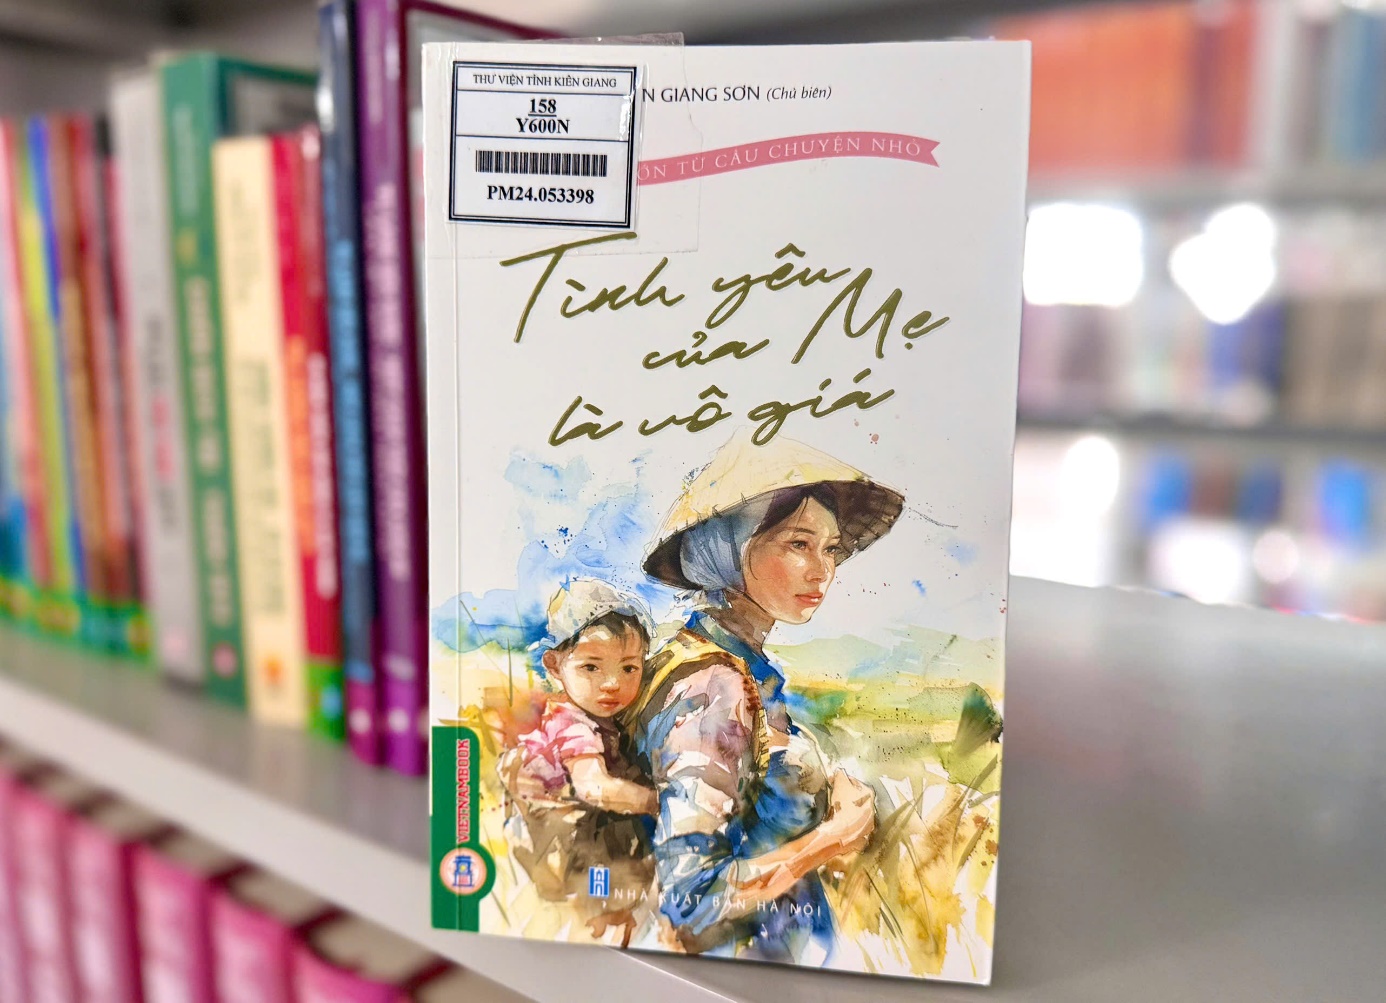 THƯ VIỆN TỈNH KIÊN GIANG
158
Y600N
PM24.053398
N GIANG SƠN (Chủ biên)
ỚN TỪ CÂU CHUYỆN NHỎ
Tình yêu
của Mẹ
là vô giá
VIETNAMBOOK
NHÀ XUẤT BẢN HÀ NỘI